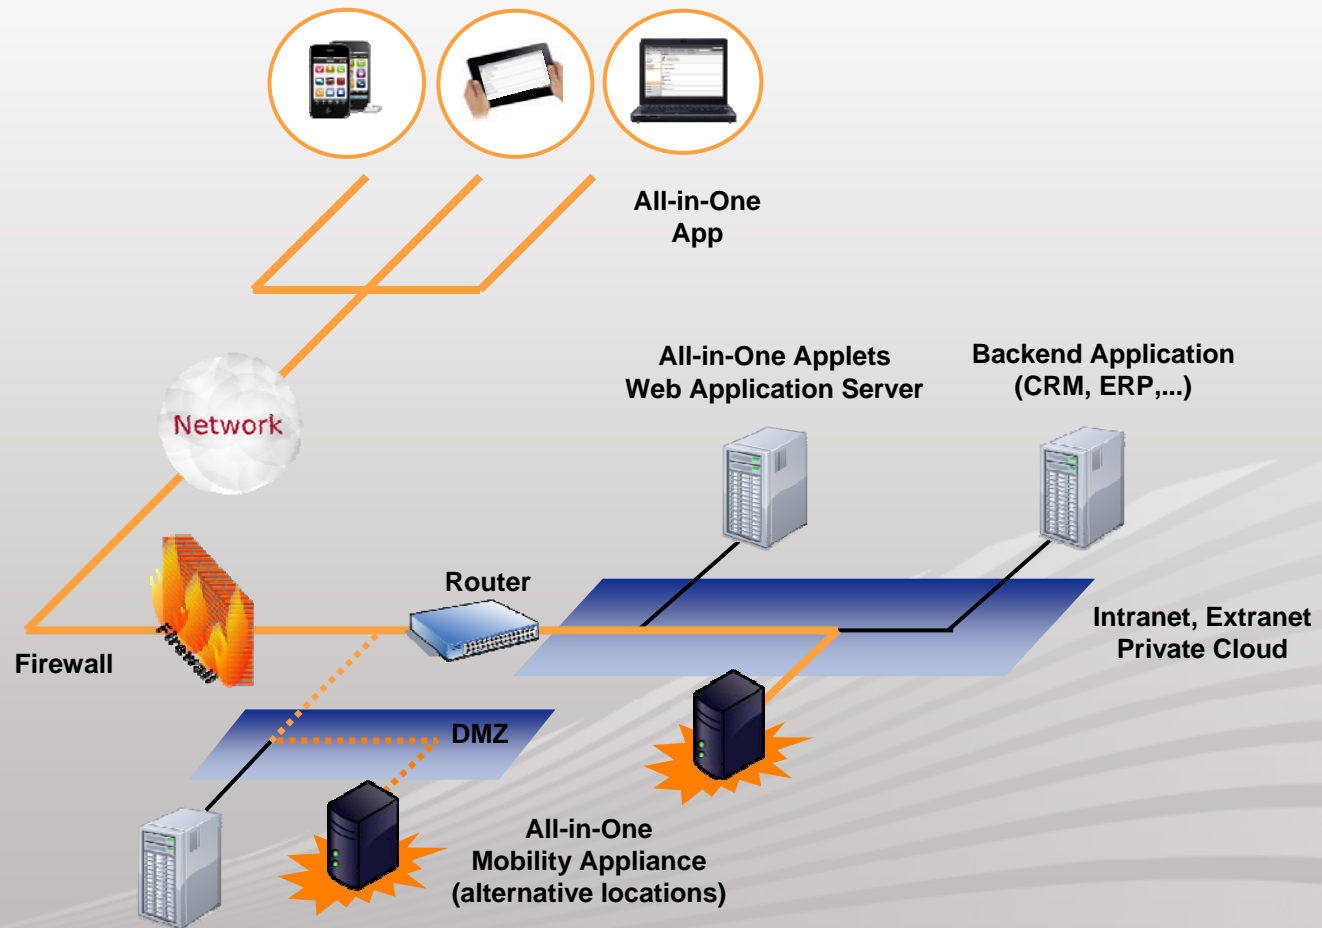 All-in-One
App
All-in-One Applets
Web Application Server
Backend Application
(CRM, ERP,...)
Network
Router
Firewall
Firewall
Intranet, Extranet
Private Cloud
DMZ
All-in-One
Mobility Appliance
(alternative locations)